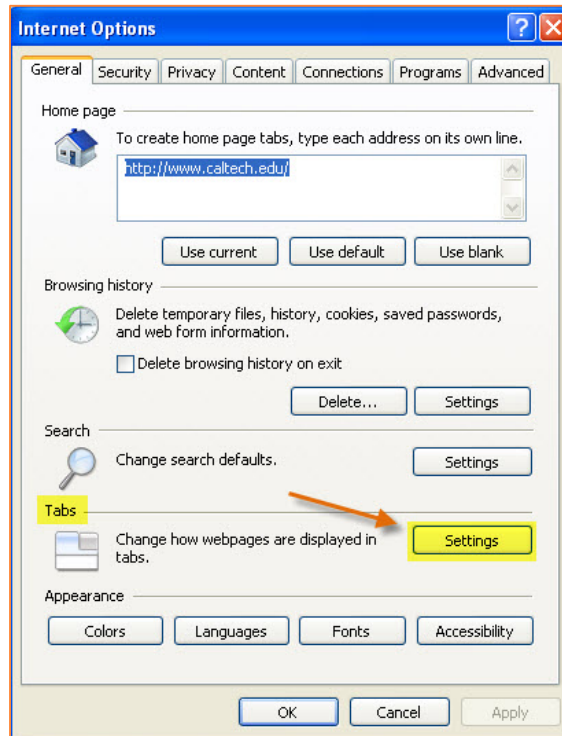 Internet Options
General Security Privacy Content Connections Programs Advanced
Home page
To create home page tabs, type each address on its own line.
http://www.caltech.edu/
Use current Use default Use blank
Browsing history
Delete temporary files, history, cookies, saved passwords,
and web form information.
Delete browsing history on exit
Delete... Settings
Search
Change search defaults. Settings
Tabs
Change how webpages are displayed in
tabs. Settings
Appearance
Colors Languages Fonts Accessibility
OK Cancel Apply